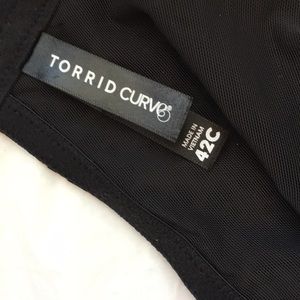 TORRID CURVE
MADE IN
VIETNAM
42C